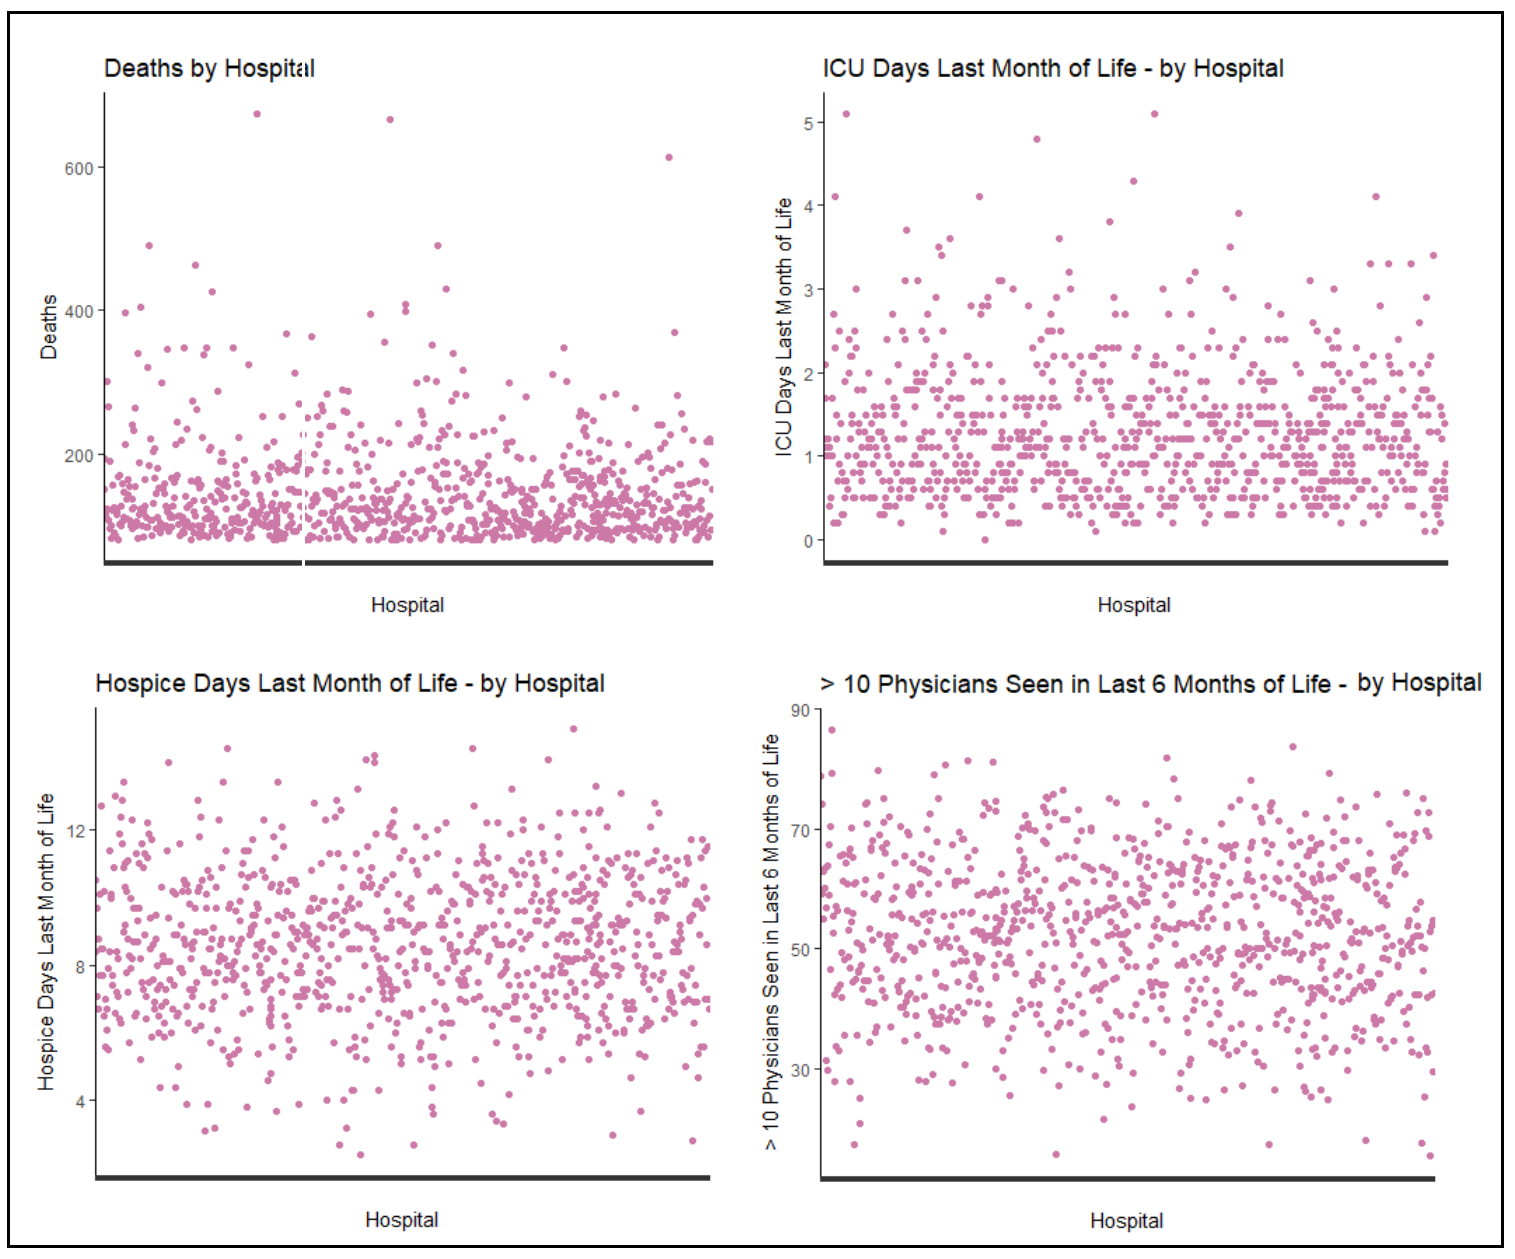 Deaths by Hospital
600
400
200
Deaths
Hospital
ICU Days Last Month of Life - by Hospital
5
4
3
2
1
0
ICU Days Last Month of Life
Hospital
Hospice Days Last Month of Life - by Hospital
12
8
4
Hospice Days Last Month of Life
Hospital
> 10 Physicians Seen in Last 6 Months of Life - by Hospital
90
70
50
30
> 10 Physicians Seen in Last 6 Months of Life
Hospital